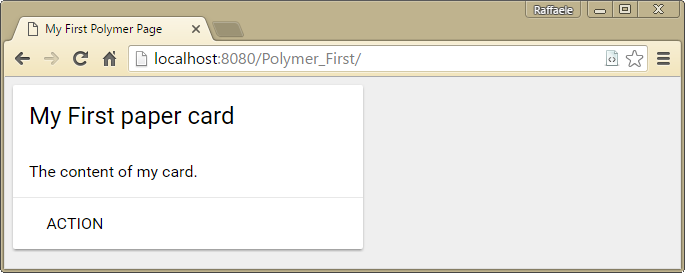 Raffaele
My First Polymer Page
localhost:8080/Polymer_First/
My First paper card
The content of my card.
ACTION